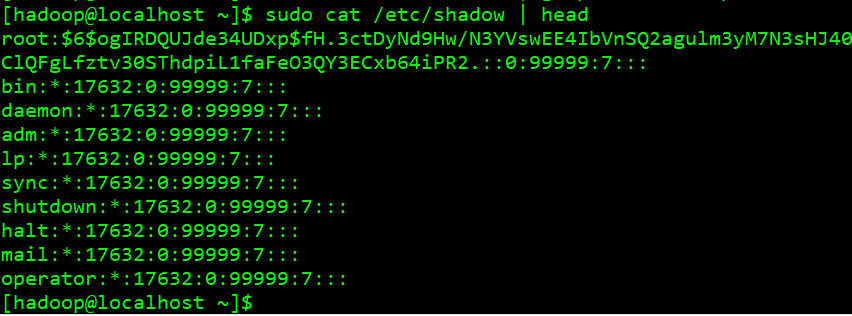 [hadoop@localhost ~]$ sudo cat /etc/shadow | head
root:$6$ogIRDQUJde34UDxp$fH.3ctDyNd9Hw/N3YVswEE4IbVnSQ2agulm3yM7N3sHJ40
ClQFgLfztv30SThdpiL1faFeO3QY3ECxb64iPR2.::0:99999:7:::
bin:*:17632:0:99999:7:::
daemon:*:17632:0:99999:7:::
adm:*:17632:0:99999:7:::
lp:*:17632:0:99999:7:::
sync:*:17632:0:99999:7:::
shutdown:*:17632:0:99999:7:::
halt:*:17632:0:99999:7:::
mail:*:17632:0:99999:7:::
operator:*:17632:0:99999:7:::
[hadoop@localhost ~]$